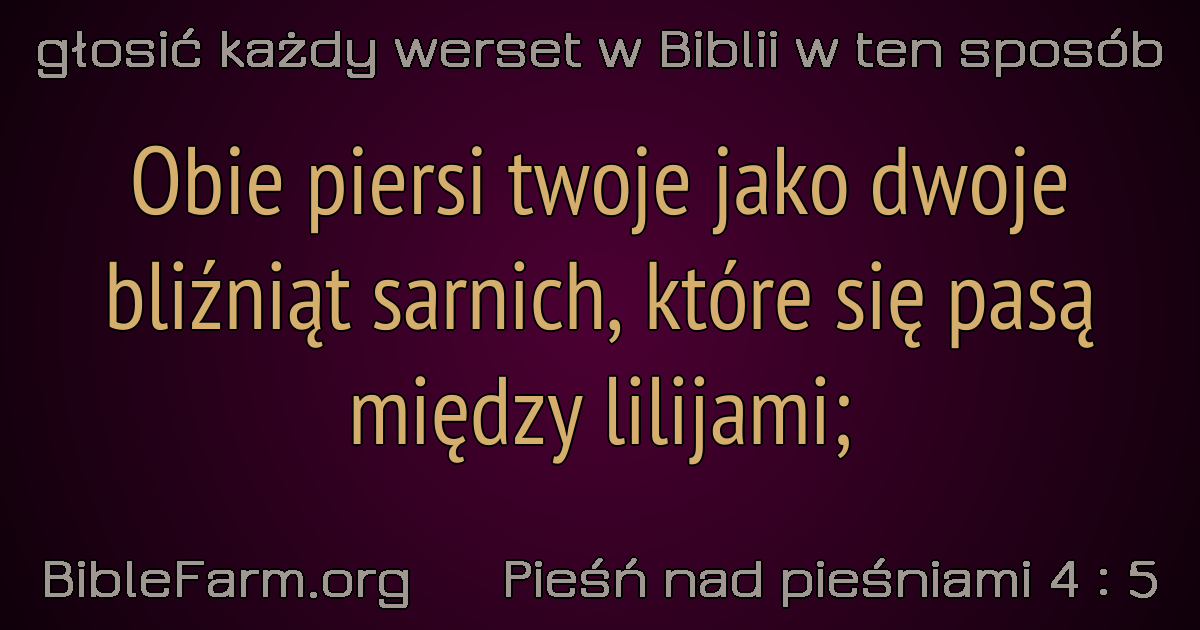 głosić każdy werset w Biblii w ten sposób
Obie piersi twoje jako dwoje
bliźniąt sarnich, które się pasą
między lilijami;
BibleFarm.org Pieśń nad pieśniami 4 : 5